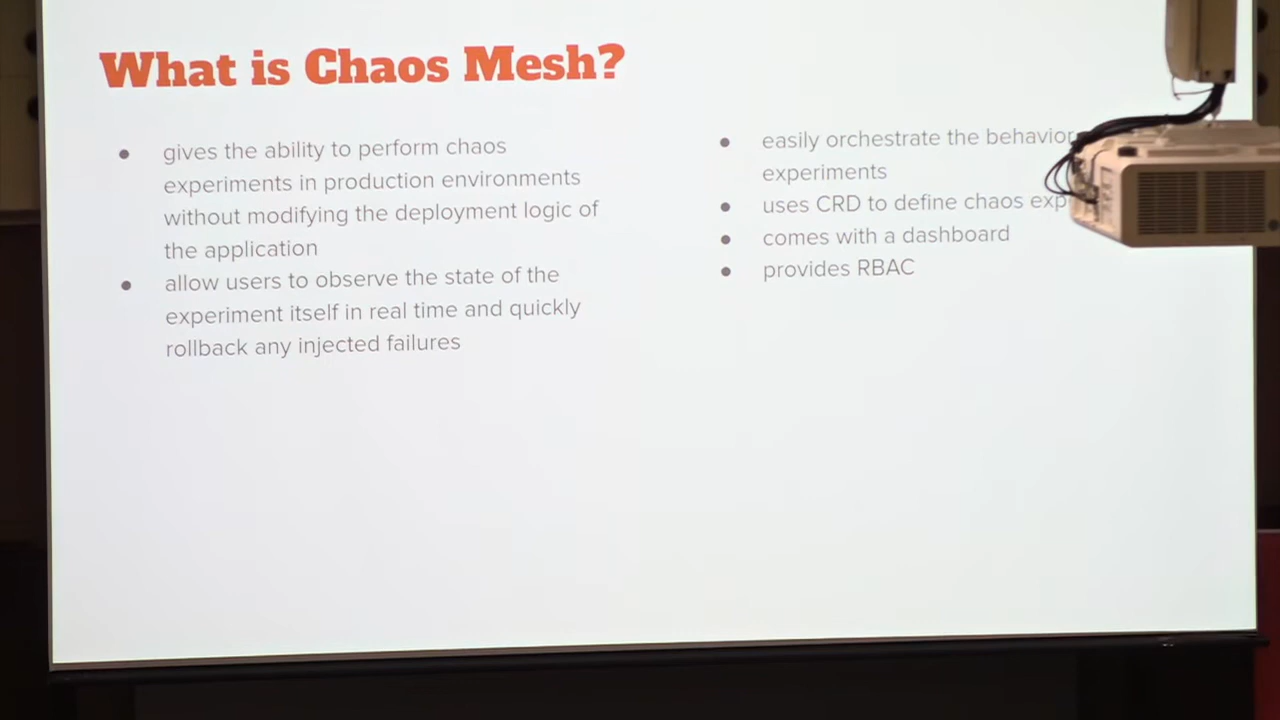 What is Chaos Mesh?
gives the ability to perform chaos
experiments in production environments
without modifying the deployment logic of
the application
allow users to observe the state of the
experiment itself in real time and quickly
rollback any injected failures
easily orchestrate the behavior
experiments
uses CRD to define chaos
comes with a dashboard
provides RBAC